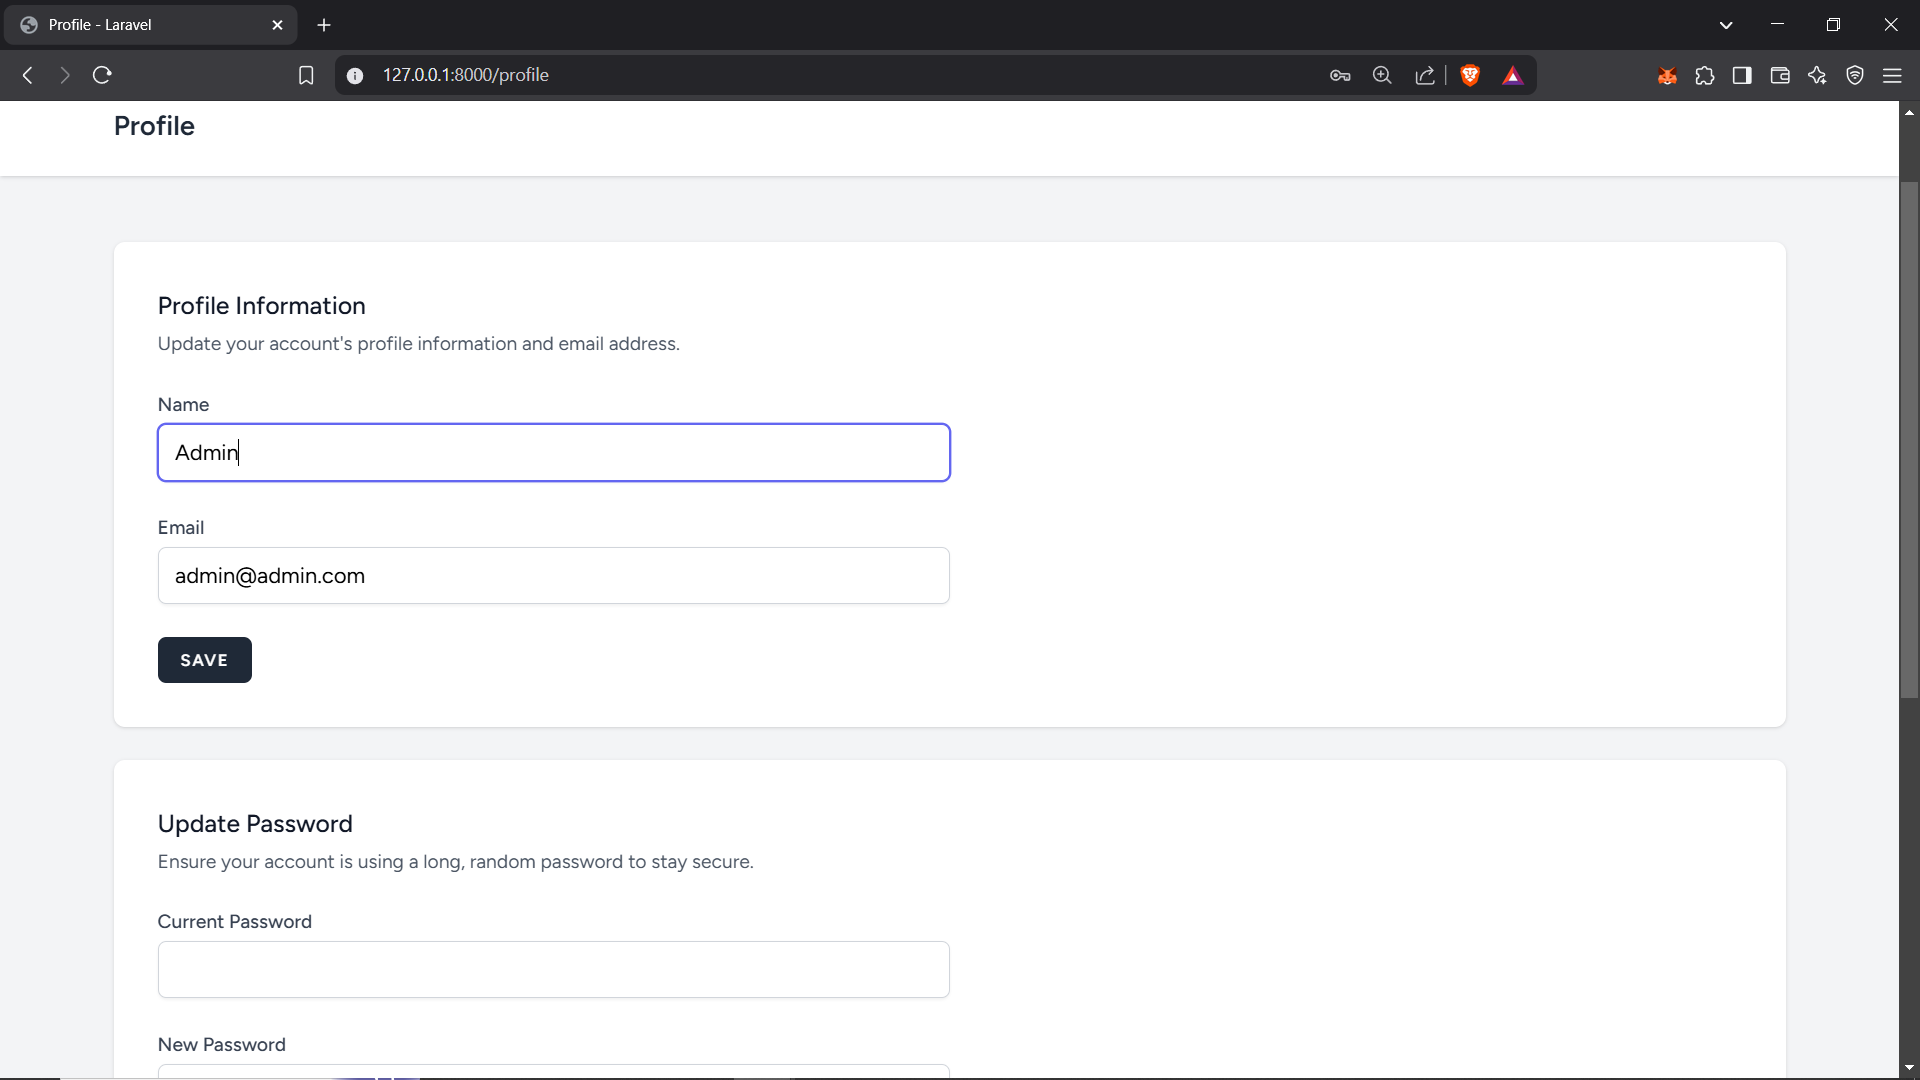 Profile - Laravel
127.0.0.1:8000/profile
Profile
Profile Information
Update your account's profile information and email address.
Name
Admin
Email
admin@admin.com
SAVE
Update Password
Ensure your account is using a long, random password to stay secure.
Current Password
New Password